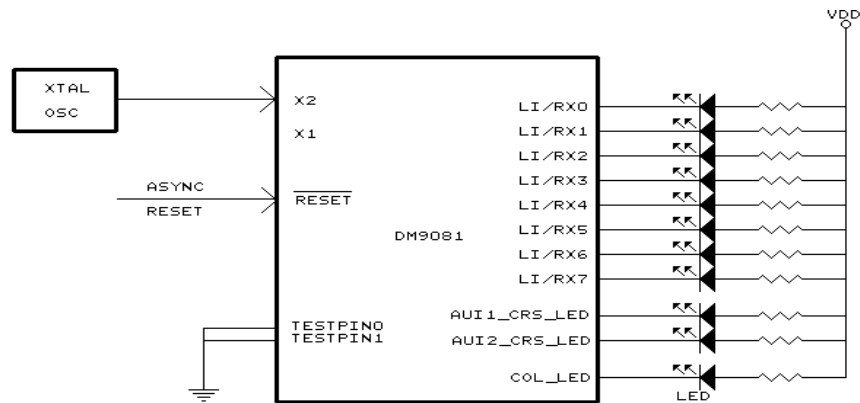 VDD
XTAL
OSC
X2
X1
ASYNC
RESET
RESET
DM9081
TESTPIN0
TESTPIN1
LI/RX0
LI/RX1
LI/RX2
LI/RX3
LI/RX4
LI/RX5
LI/RX6
LI/RX7
AUI1_CRS_LED
AUI2_CRS_LED
COL_LED
LED